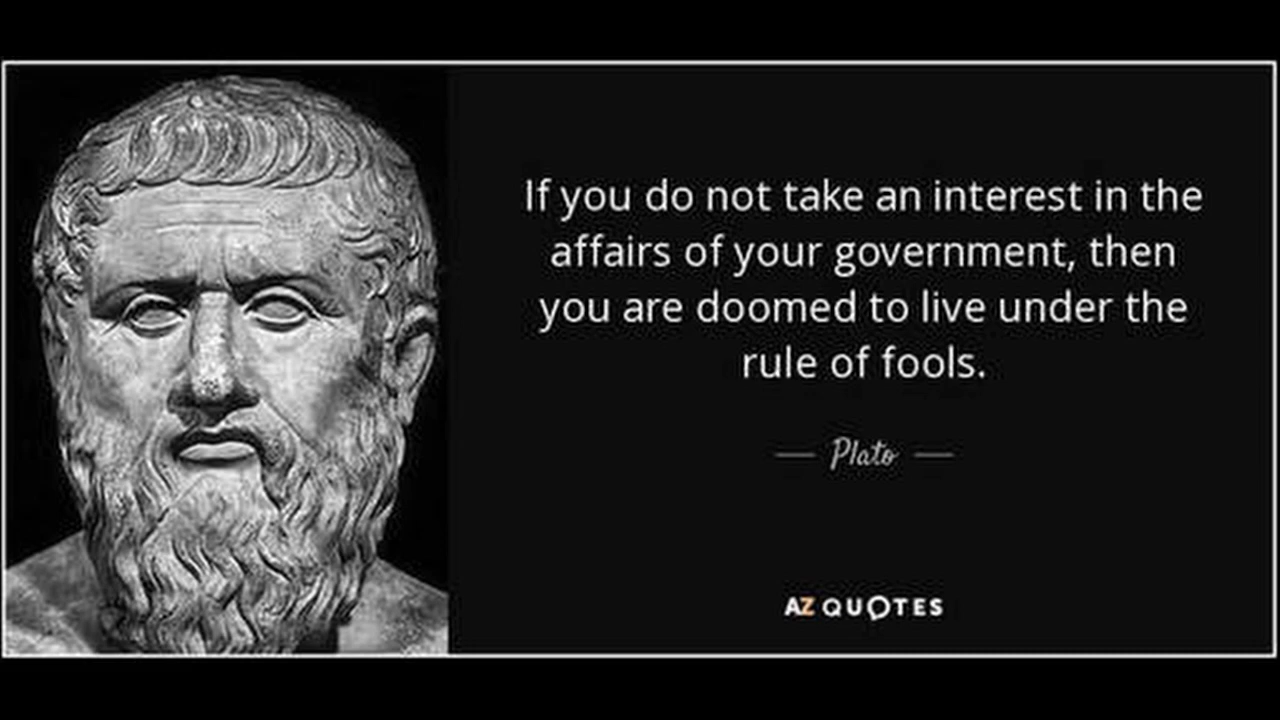 If you do not take an interest in the
affairs of your government, then
you are doomed to live under the
rule of fools.
Plato
AZ QUOTES